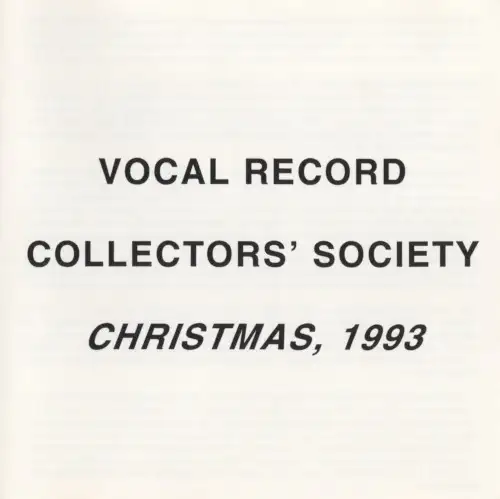 VOCAL RECORD
COLLECTORS' SOCIETY
CHRISTMAS, 1993